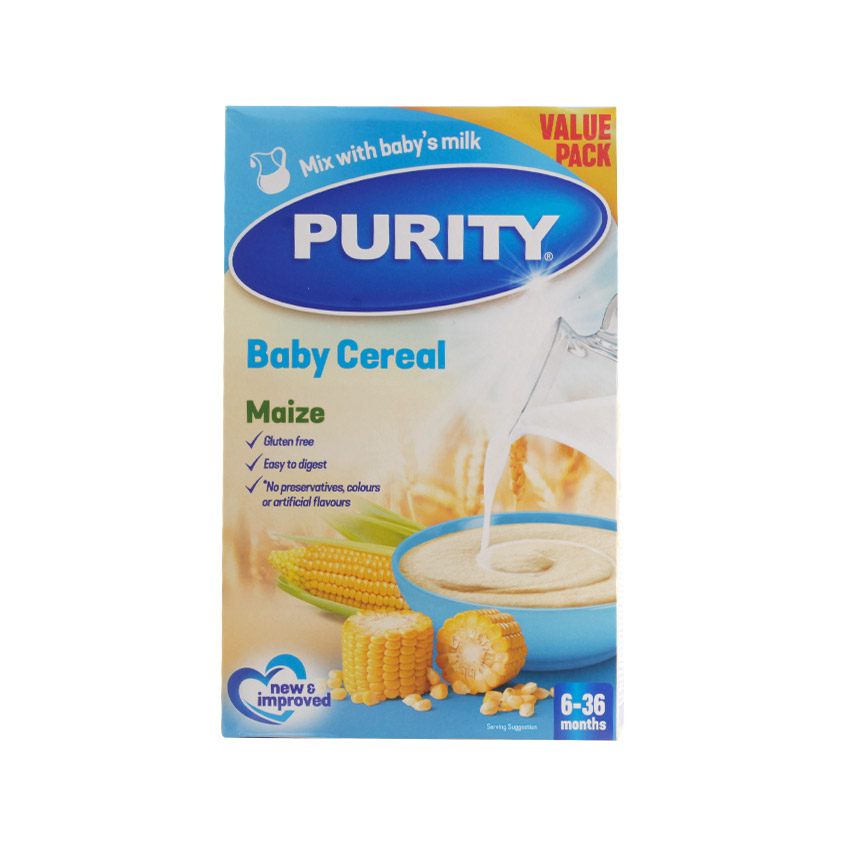 Mix with baby's milk
VALUE
PACK
PURITY®
Baby Cereal
Maize
Gluten free
Easy to digest
*No preservatives, colours
or artificial flavours
new &
improved
Serving Suggestion
6-36
months